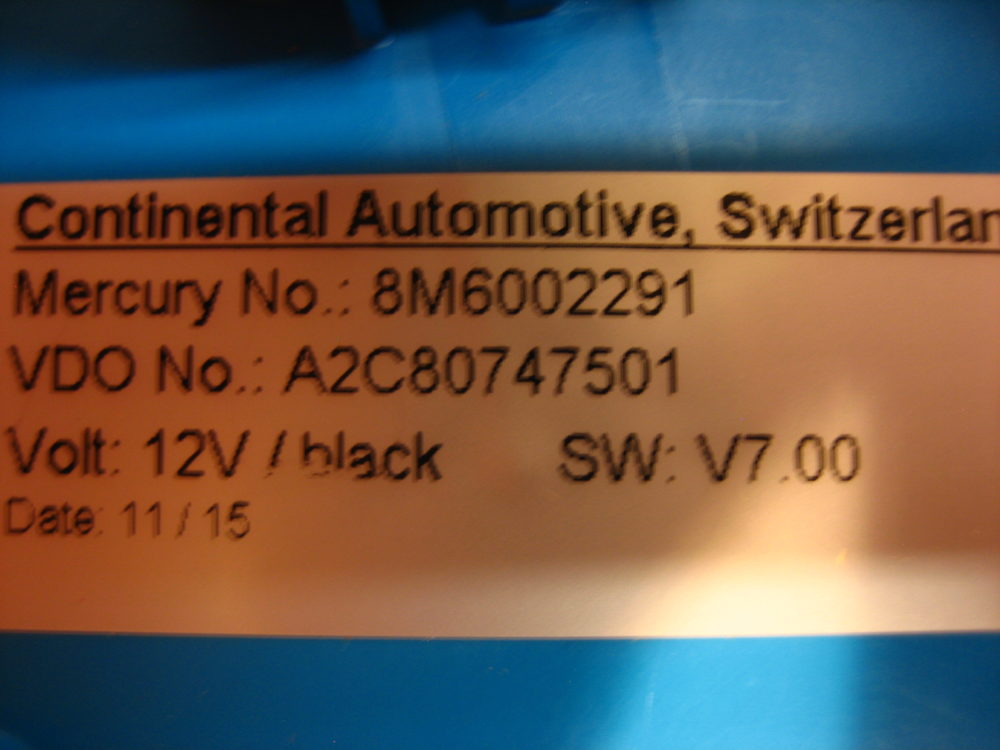 Continental Automotive, Switzerlan
Mercury No.: 8M6002291
VDO No.: A2C80747501
Volt: 12V / black SW: V7.00
Date: 11 / 15